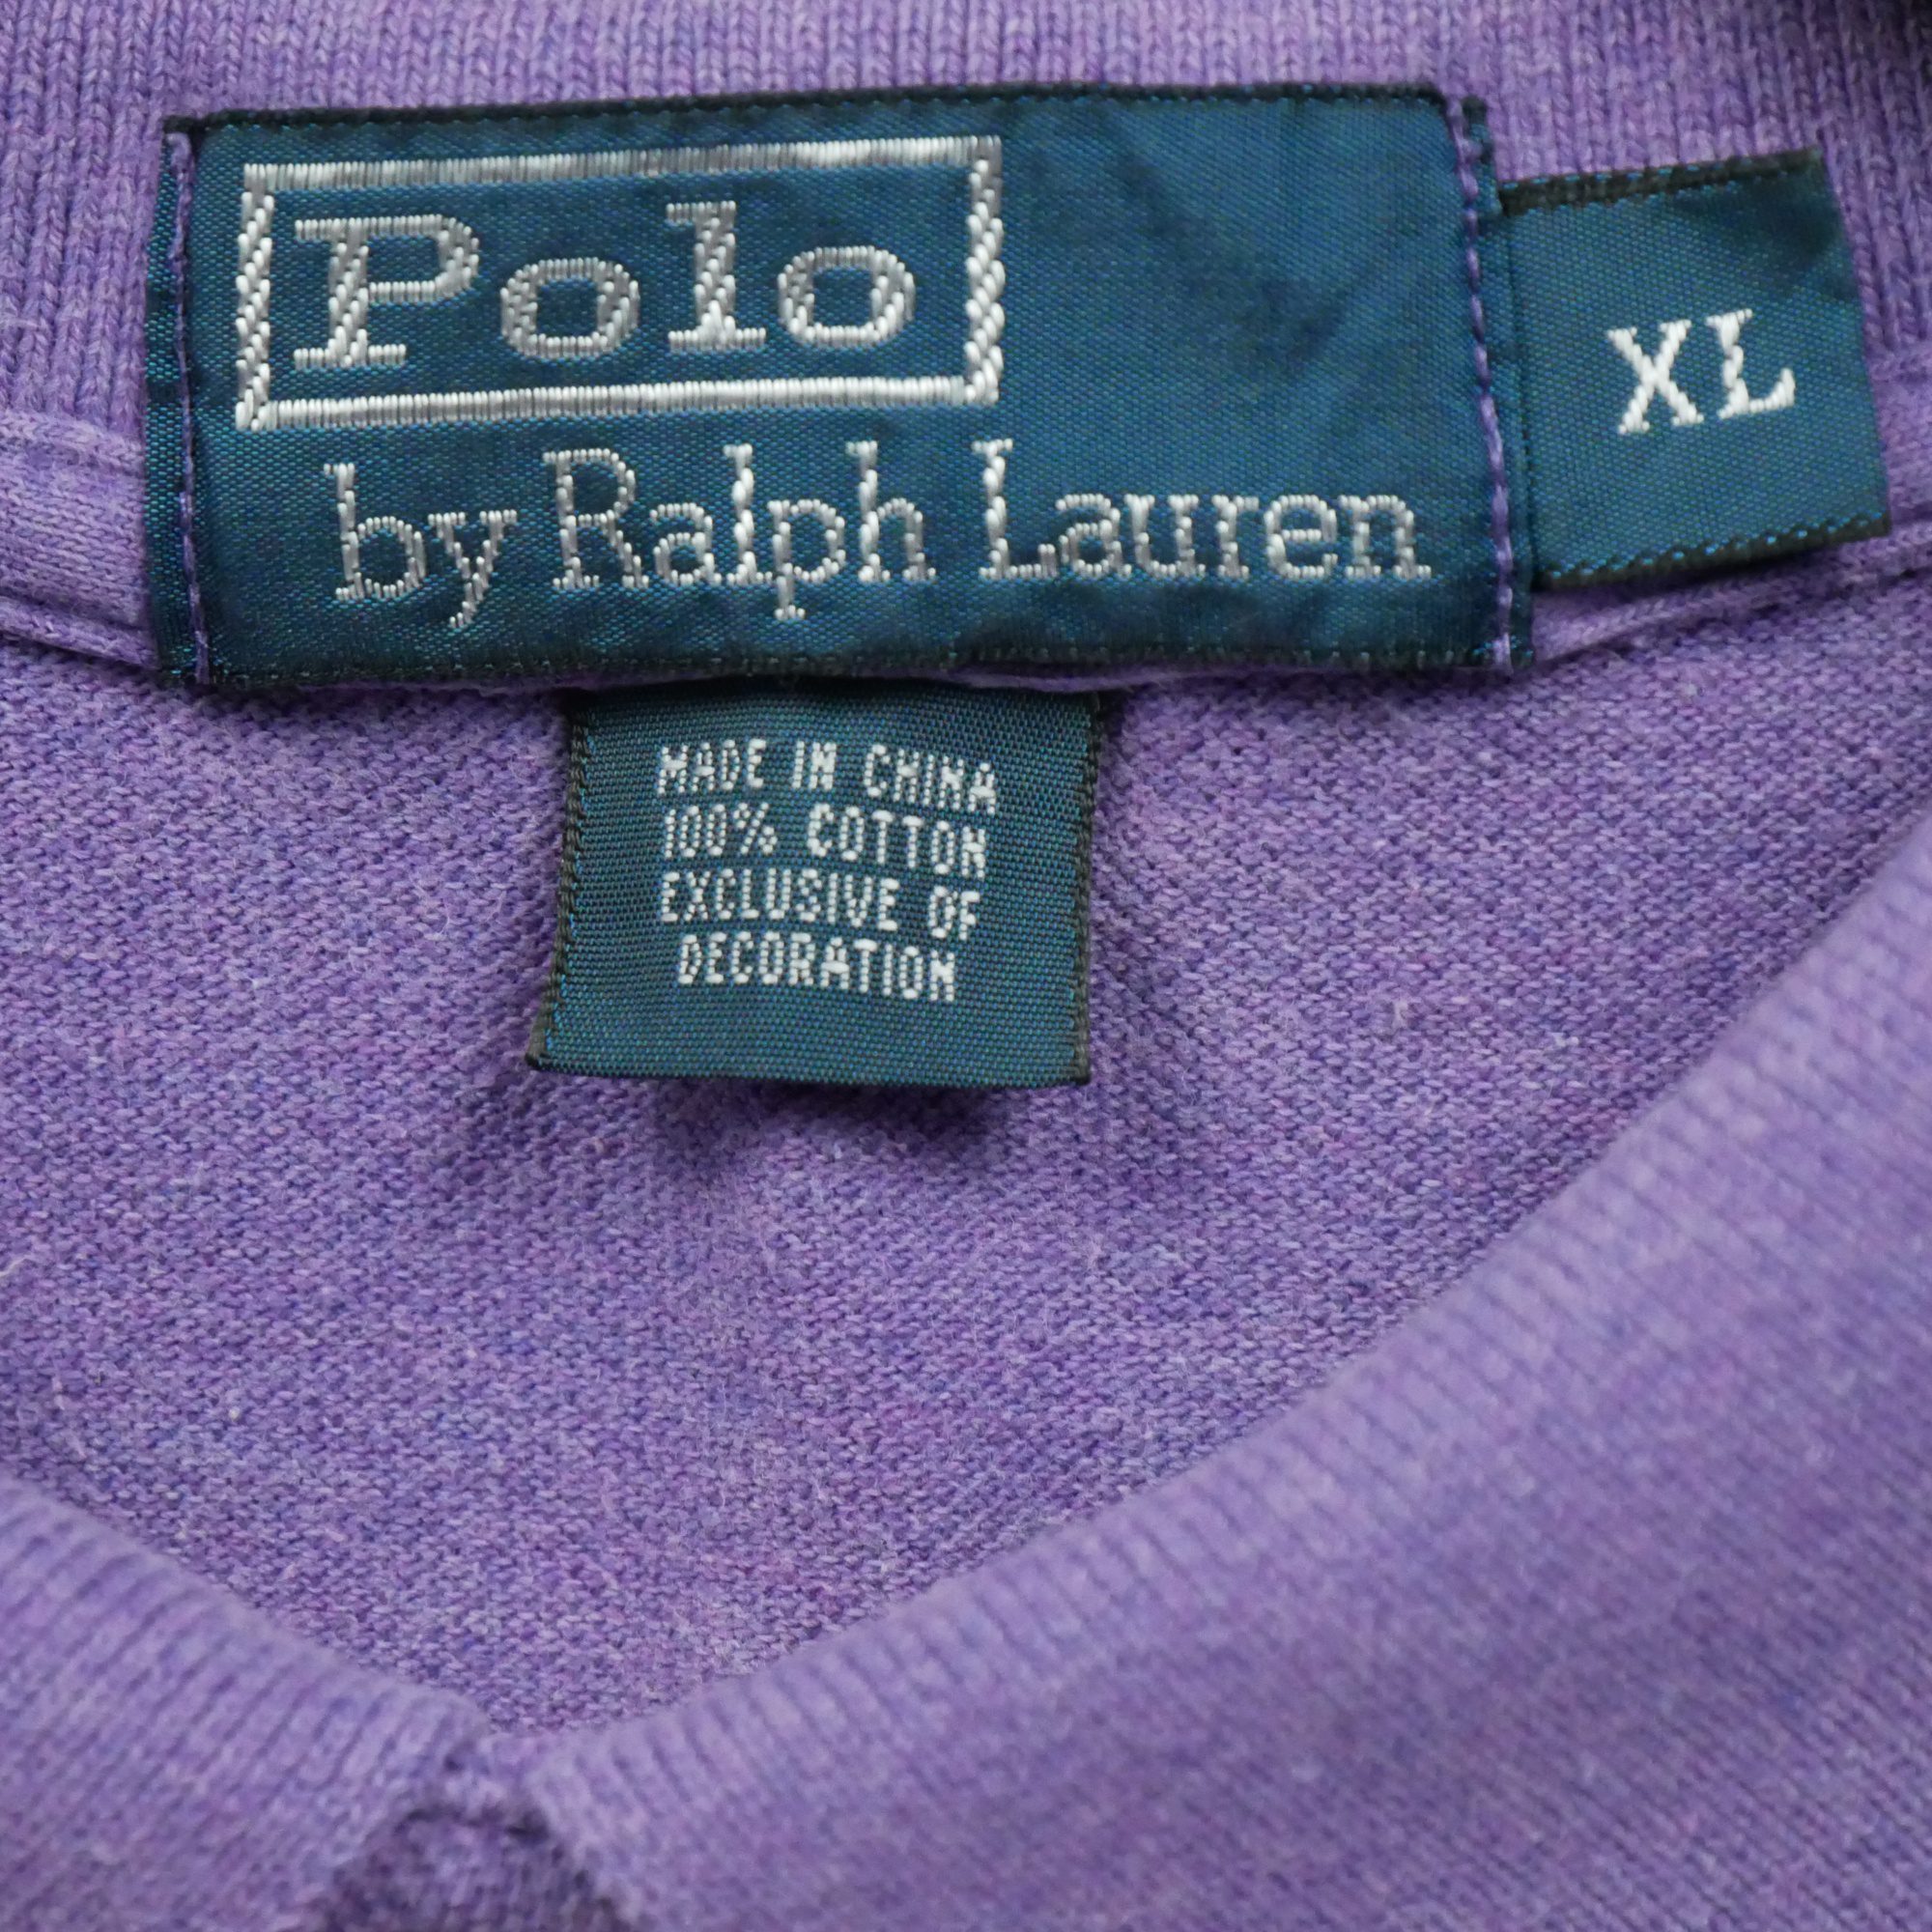 Polo
by Ralph Lauren
XL
MADE IN CHINA
100% COTTON
EXCLUSIVE OF
DECORATION